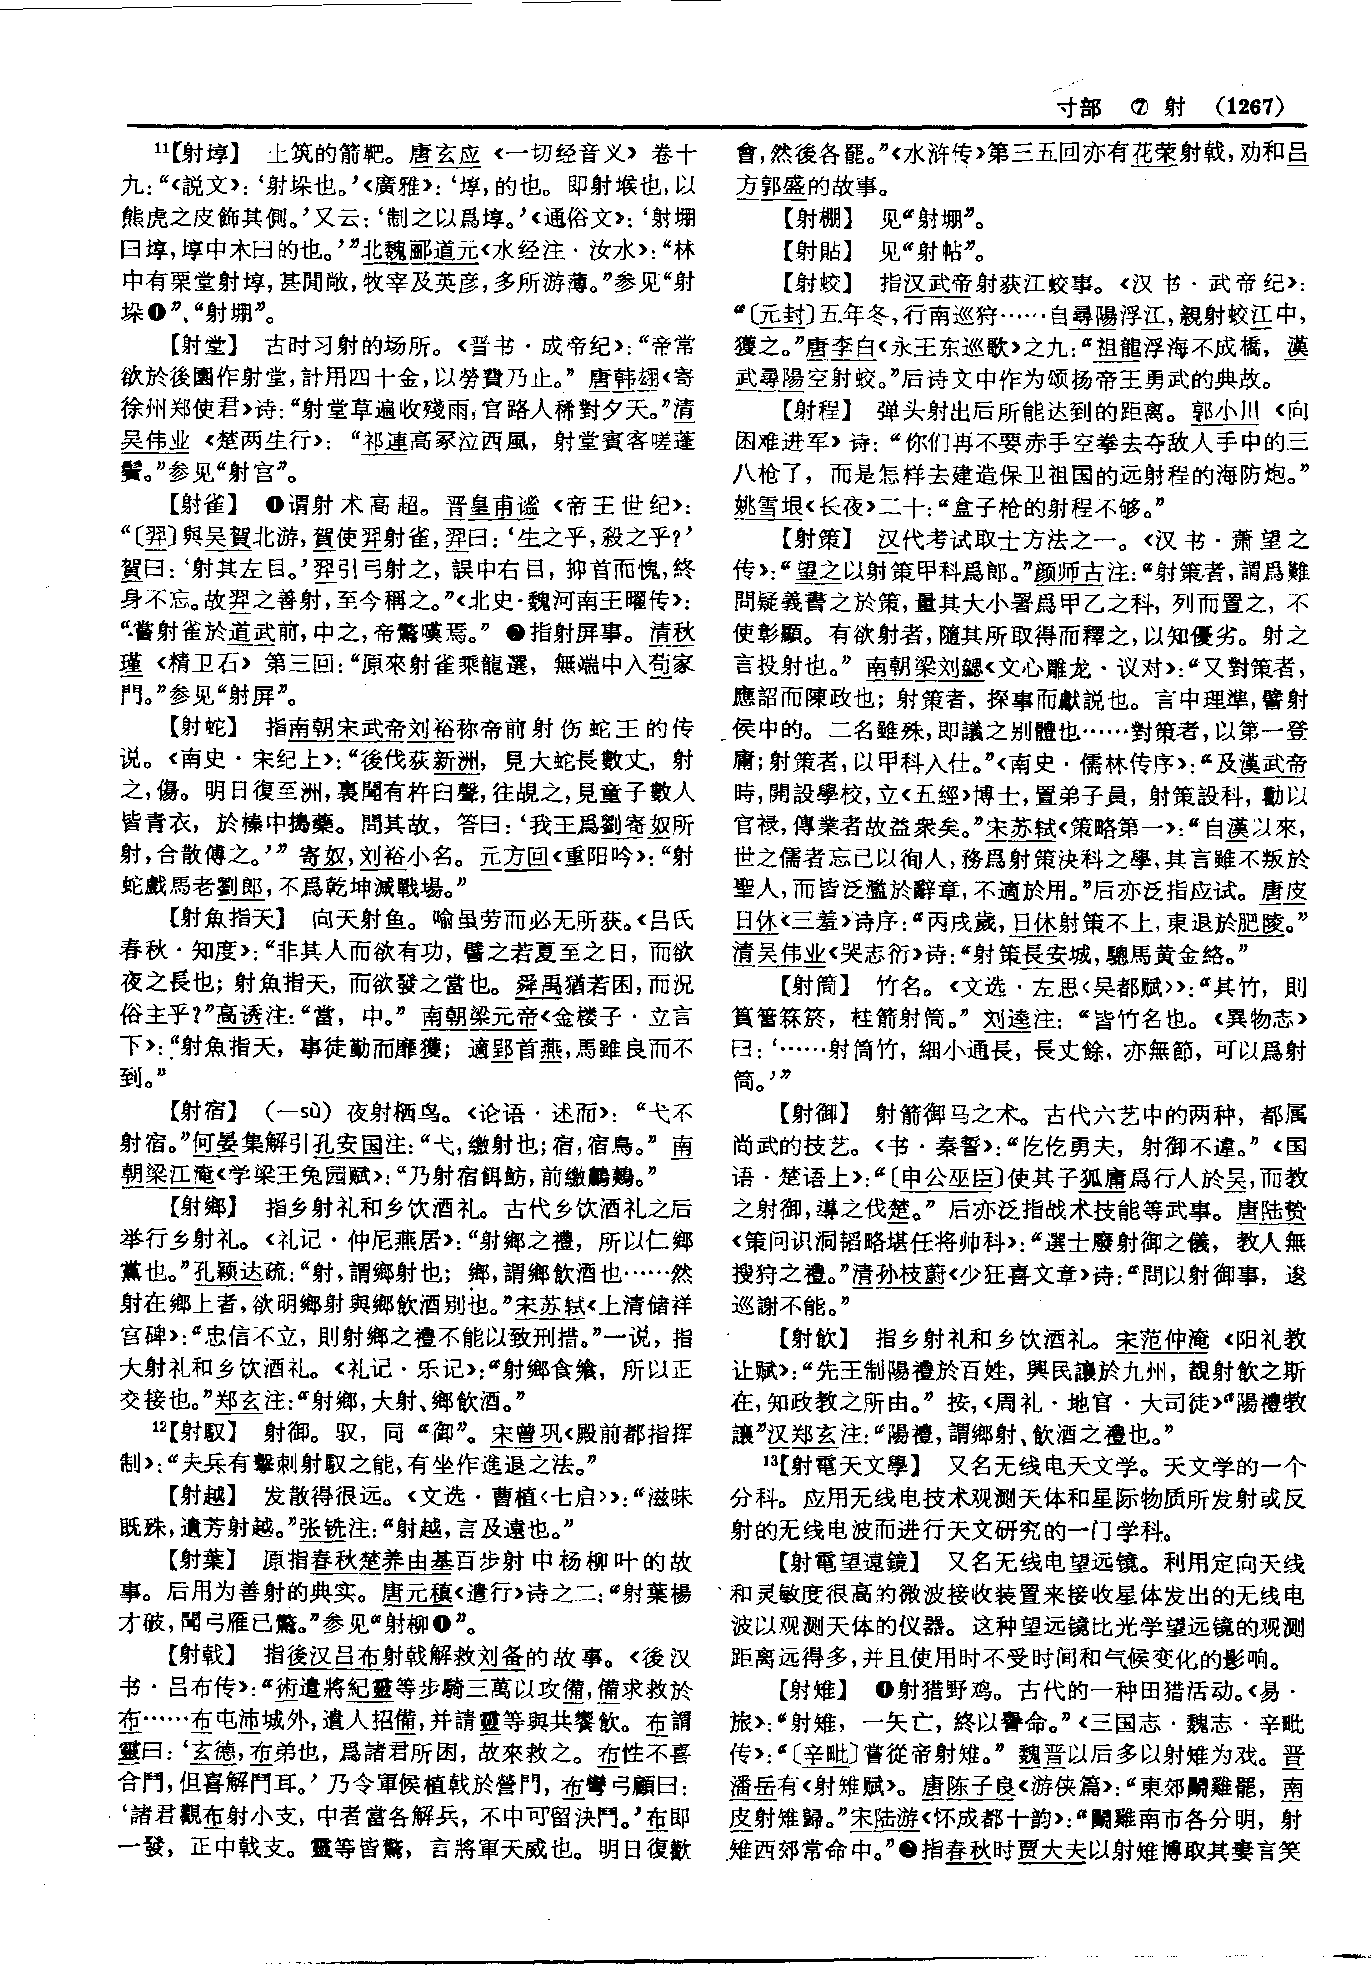 寸部 ⑦ 射 (1267)
¹¹【射埻】 土筑的箭靶。唐玄应《一切经音义》卷十
九：“《説文》：‘射垛也。’《廣雅》：‘埻，的也。即射堠也，以
熊虎之皮飾其側。’又云：‘制之以爲埻。’《通俗文》：‘射堋
曰埻，埻中木曰的也。’”北魏郦道元《水经注·汝水》：“林
中有栗堂射埻，甚閒敞，牧宰及英彦，多所游薄。”参见“射
垛❶”、“射堋”。
【射堂】 古时习射的场所。《晋书·成帝纪》：“帝常
欲於後園作射堂，計用四十金，以勞費乃止。”唐韩翃《寄
徐州郑使君》诗：“射堂草遍收殘雨，官路人稀對夕天。”清
吴伟业《楚两生行》：“祁連高冢泣西風，射堂賓客嗟蓬
鬢。”参见“射宫”。
【射雀】 ❶谓射术高超。晋皇甫谧《帝王世纪》：
“〔羿〕與吴賀北游，賀使羿射雀，羿曰：‘生之乎，殺之乎？’
賀曰：‘射其左目。’羿引弓射之，誤中右目，抑首而愧，終
身不忘。故羿之善射，至今稱之。”《北史·魏河南王曜传》：
“嘗射雀於道武前，中之，帝驚嘆焉。”❷指射屏事。清秋
瑾《精卫石》第三回：“原來射雀乘龍選，無端中入苟家
門。”参见“射屏”。
【射蛇】 指南朝宋武帝刘裕称帝前射伤蛇王的传
说。《南史·宋纪上》：“後伐荻新洲，見大蛇長數丈，射
之，傷。明日復至洲，裏聞有杵臼聲，往覘之，見童子數人
皆青衣，於榛中擣藥。問其故，答曰：‘我王爲劉寄奴所
射，合散傅之。’”寄奴，刘裕小名。元方回《重阳吟》：“射
蛇戲馬老劉郎，不爲乾坤滅戰場。”
【射魚指天】 向天射鱼。喻虽劳而必无所获。《吕氏
春秋·知度》：“非其人而欲有功，譬之若夏至之日，而欲
夜之長也；射魚指天，而欲發之當也。舜禹猶若困，而況
俗主乎？”高诱注：“當，中。”南朝梁元帝《金楼子·立言
下》：“射魚指天，事徒勤而靡獲；適郢首燕，馬雖良而不
到。”
【射宿】 （—sù）夜射栖鸟。《论语·述而》：“弋不
射宿。”何晏集解引孔安国注：“弋，缴射也；宿，宿鳥。”南
朝梁江淹《学梁王兔园赋》：“乃射宿餌魴，前繳鸕鷀。”
【射鄉】 指乡射礼和乡饮酒礼。古代乡饮酒礼之后
举行乡射礼。《礼记·仲尼燕居》：“射鄉之禮，所以仁鄉
黨也。”孔颖达疏：“射，謂鄉射也；鄉，謂鄉飲酒也……然
射在鄉上者，欲明鄉射與鄉飲酒别也。”宋苏轼《上清储祥
宫碑》：“忠信不立，則射鄉之禮不能以致刑措。”一说，指
大射礼和乡饮酒礼。《礼记·乐记》：“射鄉食飨，所以正
交接也。”郑玄注：“射鄉，大射、鄉飲酒。”
¹²【射馭】 射御。驭，同“御”。宋曾巩《殿前都指挥
制》：“夫兵有擊刺射馭之能，有坐作進退之法。”
【射越】 发散得很远。《文选·曹植〈七启〉》：“滋味
既殊，遺芳射越。”张铣注：“射越，言及遠也。”
【射葉】 原指春秋楚养由基百步射中杨柳叶的故
事。后用为善射的典实。唐元稹《遣行》诗之二：“射葉楊
才破，聞弓雁已驚。”参见“射柳❶”。
【射戟】 指後汉吕布射戟解救刘备的故事。《後汉
书·吕布传》：“術遣將紀靈等步騎三萬以攻備，備求救於
布……布屯沛城外，遣人招備，并請靈等與共饗飲。布謂
靈曰：‘玄德，布弟也，爲諸君所困，故來救之。布性不喜
合鬥，但喜解鬥耳。’乃令軍候植戟於營門，布彎弓顧曰：
‘諸君觀布射小支，中者當各解兵，不中可留決鬥。’布即
一發，正中戟支。靈等皆驚，言將軍天威也。明日復歡
會，然後各罷。”《水浒传》第三五回亦有花荣射戟，劝和吕
方郭盛的故事。
【射棚】 见“射堋”。
【射貼】 见“射帖”。
【射蛟】 指汉武帝射获江蛟事。《汉书·武帝纪》：
“〔元封〕五年冬，行南巡狩……自尋陽浮江，親射蛟江中，
獲之。”唐李白《永王东巡歌》之九：“祖龍浮海不成橋，漢
武尋陽空射蛟。”后诗文中作为颂扬帝王勇武的典故。
【射程】 弹头射出后所能达到的距离。郭小川《向
困难进军》诗：“你们再不要赤手空拳去夺敌人手中的三
八枪了，而是怎样去建造保卫祖国的远射程的海防炮。”
姚雪垠《长夜》二十：“盒子枪的射程不够。”
【射策】 汉代考试取士方法之一。《汉书·萧望之
传》：“望之以射策甲科爲郎。”颜师古注：“射策者，謂爲難
問疑義書之於策，量其大小署爲甲乙之科，列而置之，不
使彰顯。有欲射者，隨其所取得而釋之，以知優劣。射之
言投射也。”南朝梁刘勰《文心雕龙·议对》：“又對策者，
應詔而陳政也；射策者，探事而獻説也。言中理準，譬射
侯中的。二名雖殊，即議之别體也……對策者，以第一登
庸；射策者，以甲科入仕。”《南史·儒林传序》：“及漢武帝
時，開設學校，立《五經》博士，置弟子員，射策設科，勸以
官禄，傳業者故益衆矣。”宋苏轼《策略第一》：“自漢以來，
世之儒者忘己以徇人，務爲射策決科之學，其言雖不叛於
聖人，而皆泛濫於辭章，不適於用。”后亦泛指应试。唐皮
日休《三羞》诗序：“丙戌歲，日休射策不上，東退於肥陵。”
清吴伟业《哭志衍》诗：“射策長安城，驄馬黄金絡。”
【射筒】 竹名。《文选·左思〈吴都赋〉》：“其竹，則
篔簹箖箊，桂箭射筒。”刘逵注：“皆竹名也。《異物志》
曰：‘……射筒竹，細小通長，長丈餘，亦無節，可以爲射
筒。’”
【射御】 射箭御马之术。古代六艺中的两种，都属
尚武的技艺。《书·秦誓》：“仡仡勇夫，射御不違。”《国
语·楚语上》：“〔申公巫臣〕使其子狐庸爲行人於吴，而教
之射御，導之伐楚。”后亦泛指战术技能等武事。唐陆贽
《策问识洞韬略堪任将帅科》：“選士廢射御之儀，教人無
搜狩之禮。”清孙枝蔚《少狂喜文章》诗：“問以射御事，逡
巡謝不能。”
【射飲】 指乡射礼和乡饮酒礼。宋范仲淹《阳礼教
让赋》：“先王制陽禮於百姓，興民讓於九州，覩射飲之斯
在，知政教之所由。”按，《周礼·地官·大司徒》“陽禮教
讓”汉郑玄注：“陽禮，謂鄉射、飲酒之禮也。”
¹³【射電天文學】 又名无线电天文学。天文学的一个
分科。应用无线电技术观测天体和星际物质所发射或反
射的无线电波而进行天文研究的一门学科。
【射電望遠鏡】 又名无线电望远镜。利用定向天线
和灵敏度很高的微波接收装置来接收星体发出的无线电
波以观测天体的仪器。这种望远镜比光学望远镜的观测
距离远得多，并且使用时不受时间和气候变化的影响。
【射雉】 ❶射猎野鸡。古代的一种田猎活动。《易·
旅》：“射雉，一矢亡，終以譽命。”《三国志·魏志·辛毗
传》：“〔辛毗〕嘗從帝射雉。”魏晋以后多以射雉为戏。晋
潘岳有《射雉赋》。唐陈子良《游侠篇》：“東郊鬭雞罷，南
皮射雉歸。”宋陆游《怀成都十韵》：“鬭雞南市各分明，射
雉西郊常命中。”❷指春秋时贾大夫以射雉博取其妻言笑